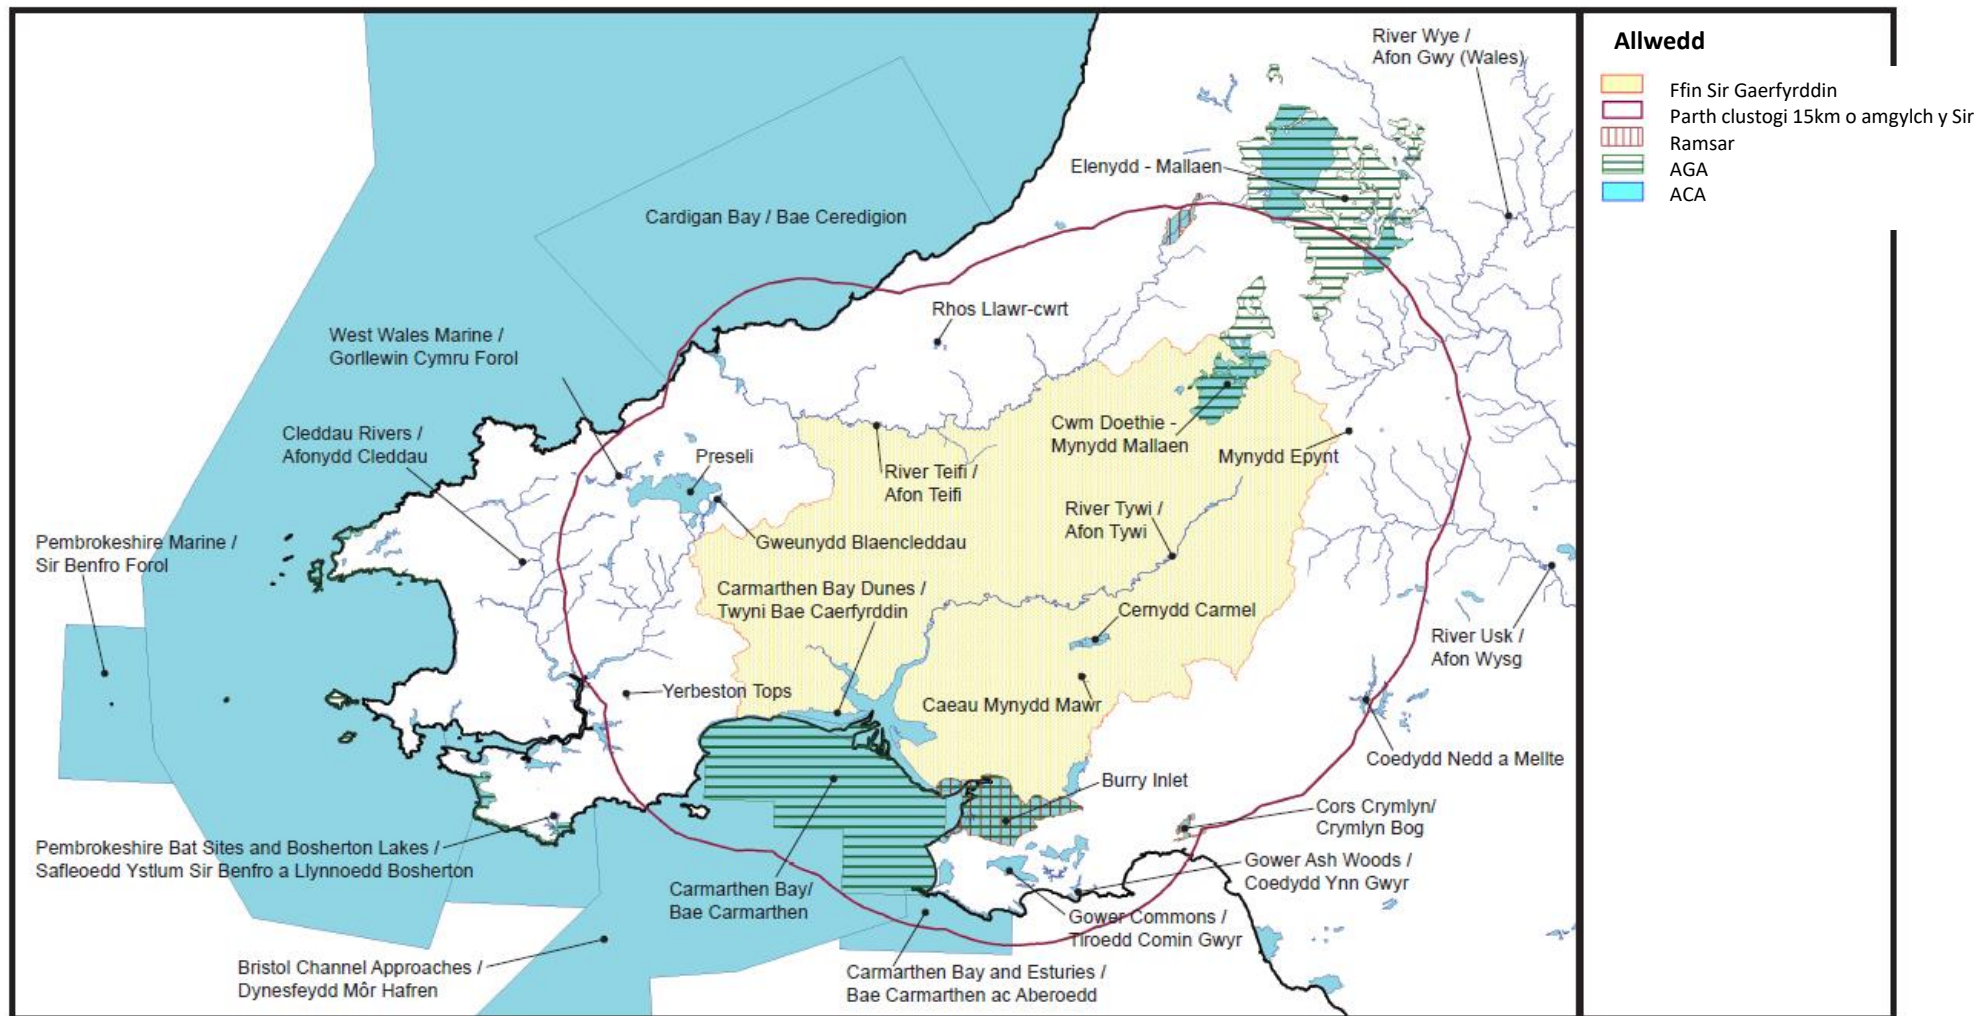 River Wye /
Afon Gwy (Wales)
Elenydd - Mallaen
Cardigan Bay / Bae Ceredigion
Rhos Llawr-cwrt
West Wales Marine /
Gorllewin Cymru Forol
Cleddau Rivers /
Afonydd Cleddau
Preseli
River Teifi /
Afon Teifi
Cwm Doethie -
Mynydd Mallaen
Mynydd Epynt
River Tywi /
Afon Tywi
Pembrokeshire Marine /
Sir Benfro Forol
Gweunydd Blaencleddau
Carmarthen Bay Dunes /
Twyni Bae Caerfyrddin
Cernydd Carmel
River Usk /
Afon Wysg
Yerbeston Tops
Caeau Mynydd Mawr
Coedydd Nedd a Mellte
Burry Inlet
Cors Crymlyn/
Crymlyn Bog
Pembrokeshire Bat Sites and Bosherton Lakes /
Safleoedd Ystlum Sir Benfro a Llynnoedd Bosherton
Gower Ash Woods /
Coedydd Ynn Gwyr
Carmarthen Bay/
Bae Carmarthen
Gower Commons /
Tiroedd Comin Gwyr
Bristol Channel Approaches /
Dynesfeydd Môr Hafren
Carmarthen Bay and Esturies /
Bae Carmarthen ac Aberoedd
Allwedd
Ffin Sir Gaerfyrddin
Parth clustogi 15km o amgylch y Sir
Ramsar
AGA
ACA